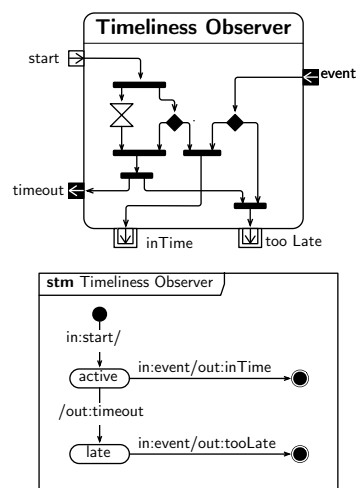 Timeliness Observer
start
event
timeout
inTime
too Late
stm Timeliness Observer
in:start/
active
in:event/out:inTime
/out:timeout
late
in:event/out:tooLate